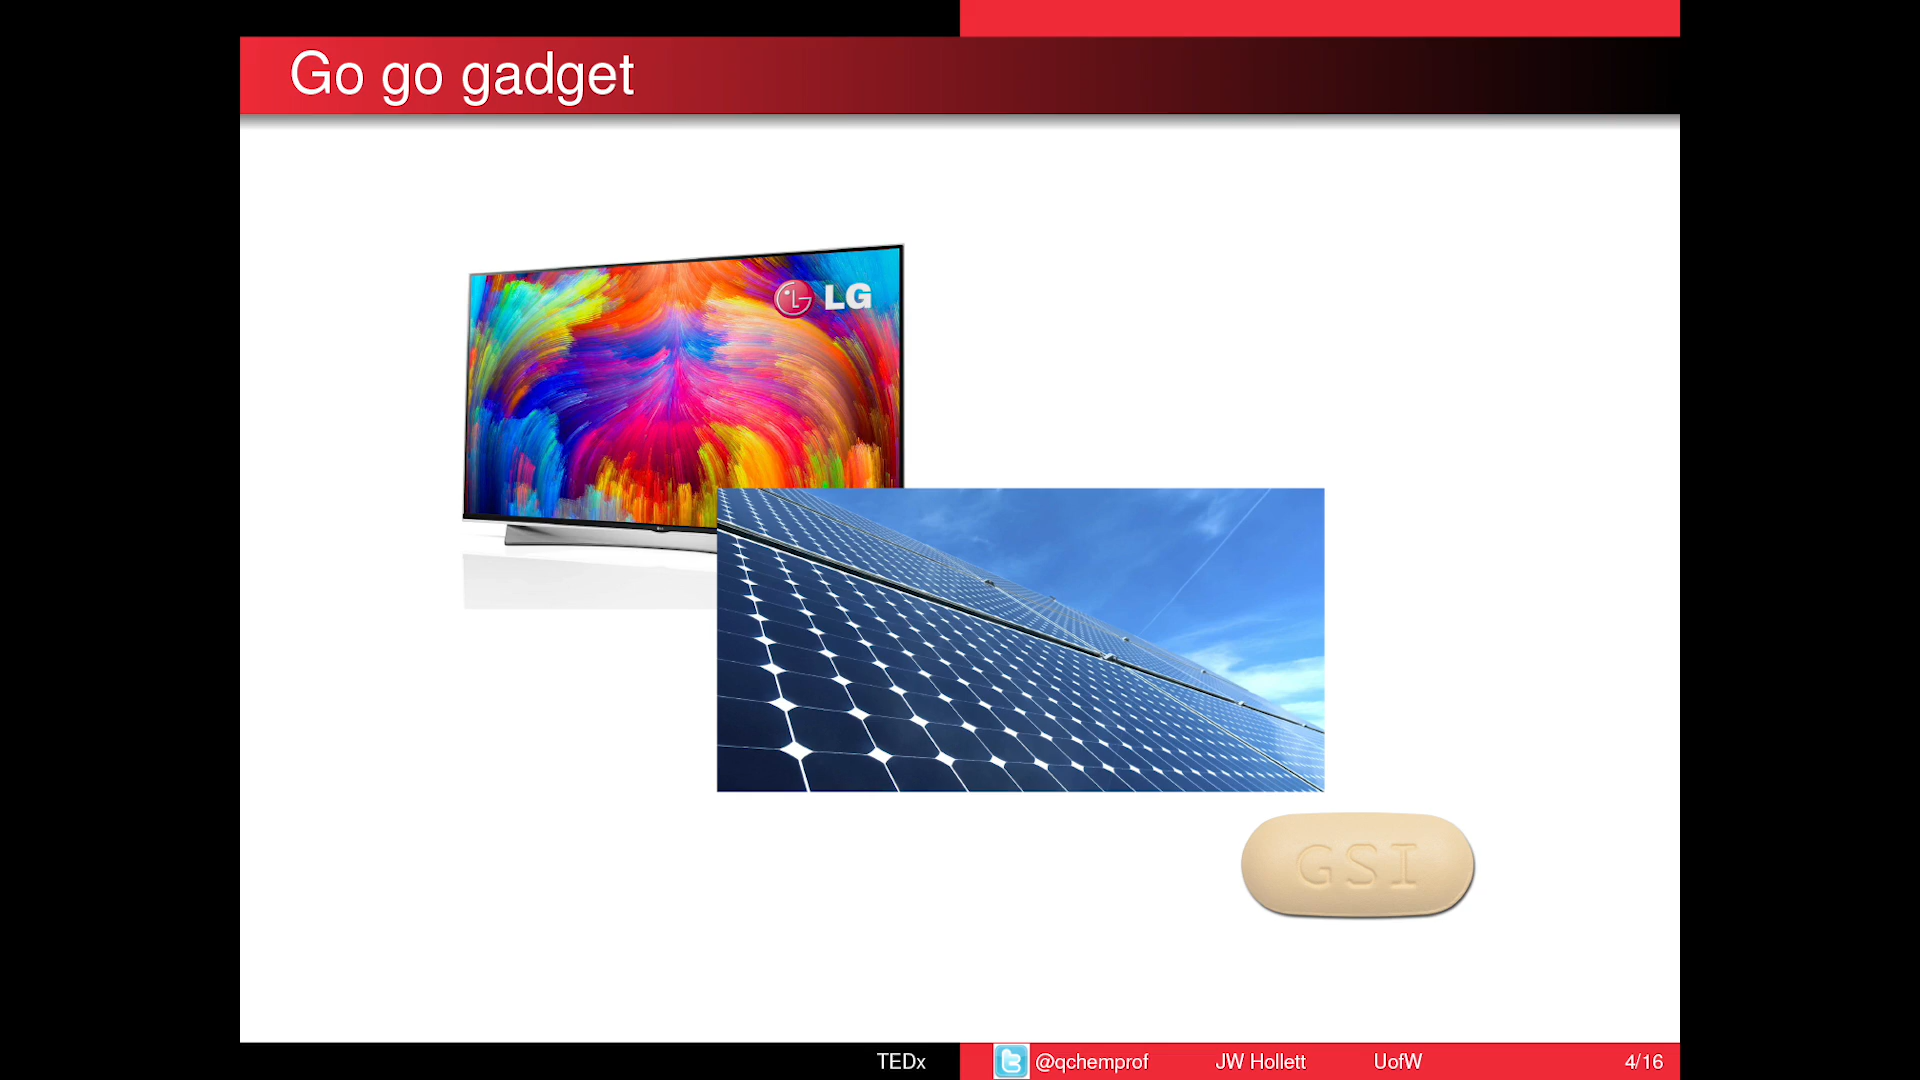 Go go gadget
LG
GSI
TEDx
@qchemprof
JW Hollett
UofW
4/16